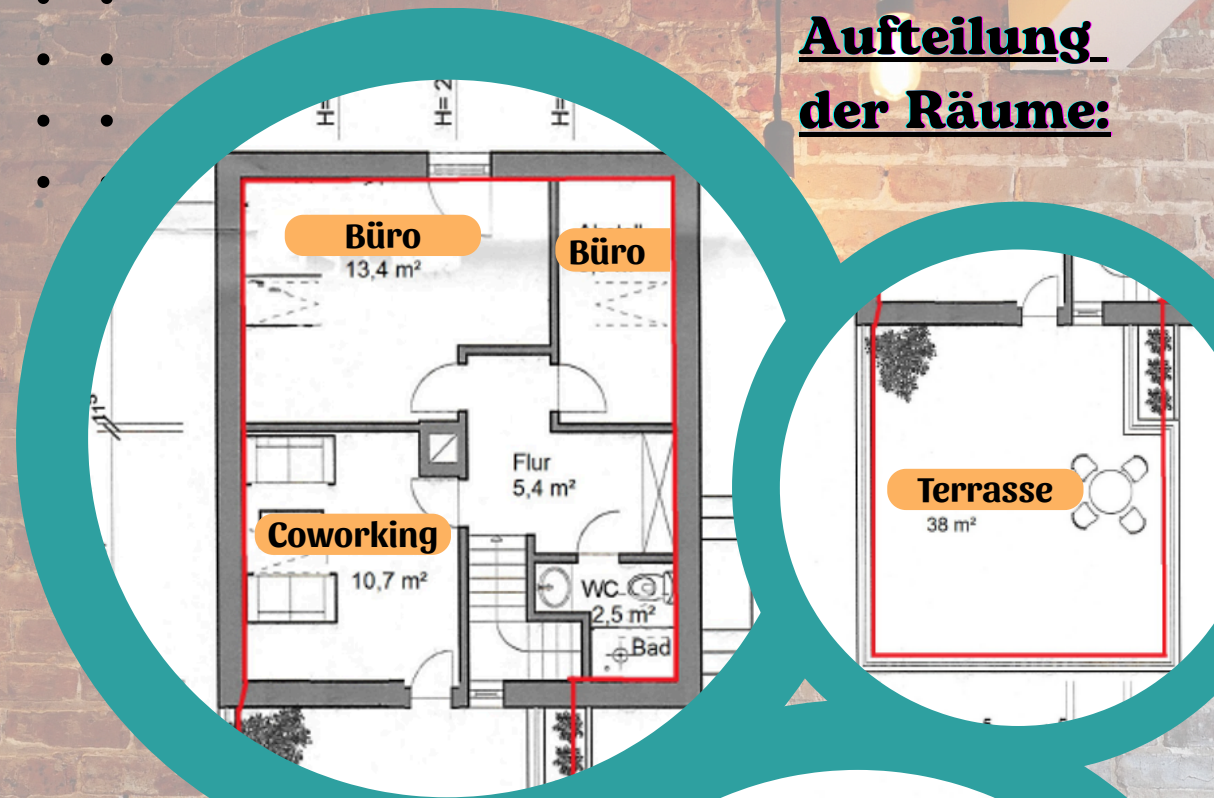 Aufteilung
der Räume:
H=
H= 2
H=
Büro
13,4 m²
Büro
Flur
5,4 m²
Coworking
10,7 m²
WC
2,5 m²
Bad
Terrasse
38 m²